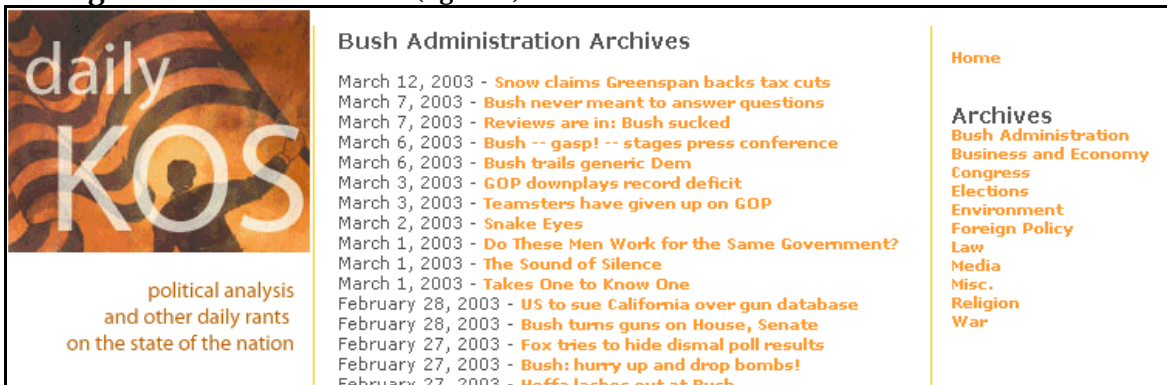 daily
KOS
political analysis
and other daily rants
on the state of the nation
Bush Administration Archives
March 12, 2003 - Snow claims Greenspan backs tax cuts
March 7, 2003 - Bush never meant to answer questions
March 7, 2003 - Reviews are in: Bush sucked
March 6, 2003 - Bush -- gasp! -- stages press conference
March 6, 2003 - Bush trails generic Dem
March 3, 2003 - GOP downplays record deficit
March 3, 2003 - Teamsters have given up on GOP
March 2, 2003 - Snake Eyes
March 1, 2003 - Do These Men Work for the Same Government?
March 1, 2003 - The Sound of Silence
March 1, 2003 - Takes One to Know One
February 28, 2003 - US to sue California over gun database
February 28, 2003 - Bush turns guns on House, Senate
February 27, 2003 - Fox tries to hide dismal poll results
February 27, 2003 - Bush: hurry up and drop bombs!
February 27, 2003 - Hoffa lashes out at Bush
Home
Archives
Bush Administration
Business and Economy
Congress
Elections
Environment
Foreign Policy
Law
Media
Misc.
Religion
War